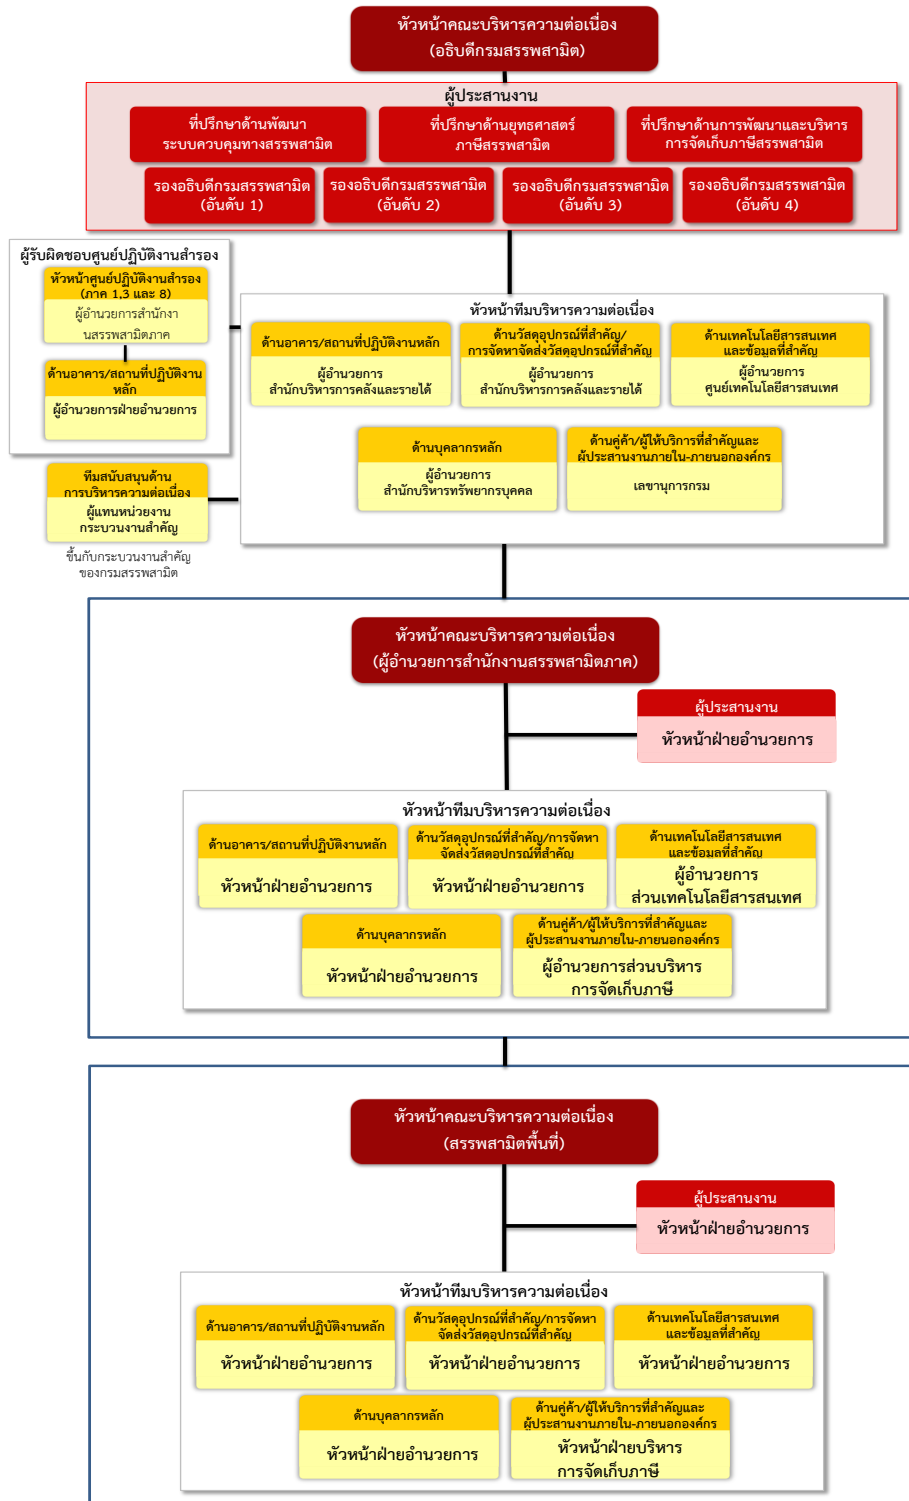 หัวหน้าคณะบริหารความต่อเนื่อง
(อธิบดีกรมสรรพสามิต)
ผู้ประสานงาน
ที่ปรึกษาด้านพัฒนา
ระบบควบคุมทางสรรพสามิต
ที่ปรึกษาด้านยุทธศาสตร์
ภาษีสรรพสามิต
ที่ปรึกษาด้านการพัฒนาและบริหาร
การจัดเก็บภาษีสรรพสามิต
รองอธิบดีกรมสรรพสามิต
(อันดับ 1)
รองอธิบดีกรมสรรพสามิต
(อันดับ 2)
รองอธิบดีกรมสรรพสามิต
(อันดับ 3)
รองอธิบดีกรมสรรพสามิต
(อันดับ 4)
ผู้รับผิดชอบศูนย์ปฏิบัติงานสำรอง
หัวหน้าศูนย์ปฏิบัติงานสำรอง
(ภาค 1,3 และ 8)
ผู้อำนวยการสำนักงา
นสรรพสามิตภาค
ด้านอาคาร/สถานที่ปฏิบัติงาน
หลัก
ผู้อำนวยการฝ่ายอำนวยการ
หัวหน้าทีมบริหารความต่อเนื่อง
ด้านอาคาร/สถานที่ปฏิบัติงานหลัก
ผู้อำนวยการ
สำนักบริหารการคลังและรายได้
ด้านวัสดุอุปกรณ์ที่สำคัญ/
การจัดหาจัดส่งวัสดุอุปกรณ์ที่สำคัญ
ผู้อำนวยการ
สำนักบริหารการคลังและรายได้
ด้านเทคโนโลยีสารสนเทศ
และข้อมูลที่สำคัญ
ผู้อำนวยการ
ศูนย์เทคโนโลยีสารสนเทศ
ด้านบุคลากรหลัก
ผู้อำนวยการ
สำนักบริหารทรัพยากรบุคคล
ด้านคู่ค้า/ผู้ให้บริการที่สำคัญและ
ผู้ประสานงานภายใน-ภายนอกองค์กร
เลขานุการกรม
ทีมสนับสนุนด้าน
การบริหารความต่อเนื่อง
ผู้แทนหน่วยงาน
กระบวนงานสำคัญ
ขึ้นกับกระบวนงานสำคัญ
ของกรมสรรพสามิต
หัวหน้าคณะบริหารความต่อเนื่อง
(ผู้อำนวยการสำนักงานสรรพสามิตภาค)
ผู้ประสานงาน
หัวหน้าฝ่ายอำนวยการ
หัวหน้าทีมบริหารความต่อเนื่อง
ด้านอาคาร/สถานที่ปฏิบัติงานหลัก
หัวหน้าฝ่ายอำนวยการ
ด้านวัสดุอุปกรณ์ที่สำคัญ/การจัดหา
จัดส่งวัสดุอุปกรณ์ที่สำคัญ
หัวหน้าฝ่ายอำนวยการ
ด้านเทคโนโลยีสารสนเทศ
และข้อมูลที่สำคัญ
ผู้อำนวยการ
ส่วนเทคโนโลยีสารสนเทศ
ด้านบุคลากรหลัก
หัวหน้าฝ่ายอำนวยการ
ด้านคู่ค้า/ผู้ให้บริการที่สำคัญและ
ผู้ประสานงานภายใน-ภายนอกองค์กร
ผู้อำนวยการส่วนบริหาร
การจัดเก็บภาษี
หัวหน้าคณะบริหารความต่อเนื่อง
(สรรพสามิตพื้นที่)
ผู้ประสานงาน
หัวหน้าฝ่ายอำนวยการ
หัวหน้าทีมบริหารความต่อเนื่อง
ด้านอาคาร/สถานที่ปฏิบัติงานหลัก
หัวหน้าฝ่ายอำนวยการ
ด้านวัสดุอุปกรณ์ที่สำคัญ/การจัดหา
จัดส่งวัสดุอุปกรณ์ที่สำคัญ
หัวหน้าฝ่ายอำนวยการ
ด้านเทคโนโลยีสารสนเทศ
และข้อมูลที่สำคัญ
หัวหน้าฝ่ายอำนวยการ
ด้านบุคลากรหลัก
หัวหน้าฝ่ายอำนวยการ
ด้านคู่ค้า/ผู้ให้บริการที่สำคัญและ
ผู้ประสานงานภายใน-ภายนอกองค์กร
หัวหน้าฝ่ายบริหาร
การจัดเก็บภาษี